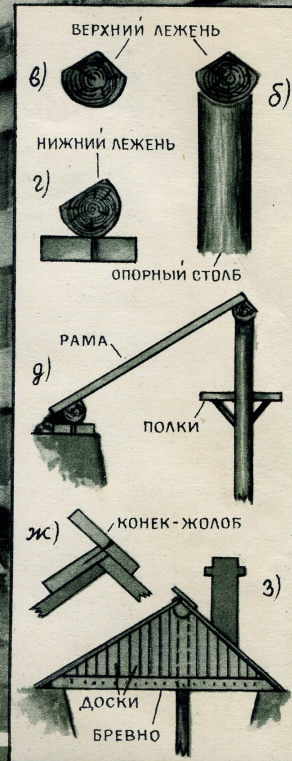 ВЕРХНИЙ ЛЕЖЕНЬ
в)
б)
НИЖНИЙ ЛЕЖЕНЬ
г)
ОПОРНЫЙ СТОЛБ
РАМА
д)
ПОЛКИ
ж)
КОНЕК-ЖОЛОБ
з)
ДОСКИ
БРЕВНО